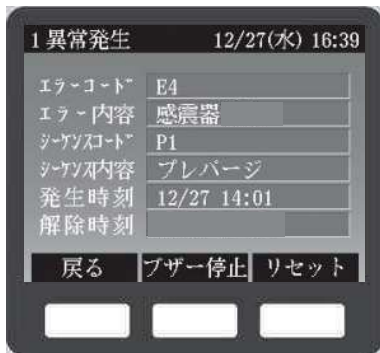 1 異常発生 12/27(水) 16:39
ｴﾗｰｺｰﾄﾞ E4
エラー内容 感震器
ｼｰｹﾝｽｺｰﾄﾞ P1
ｼｰｹﾝｽ内容 プレパージ
発生時刻 12/27 14:01
解除時刻
戻る ブザー停止 リセット